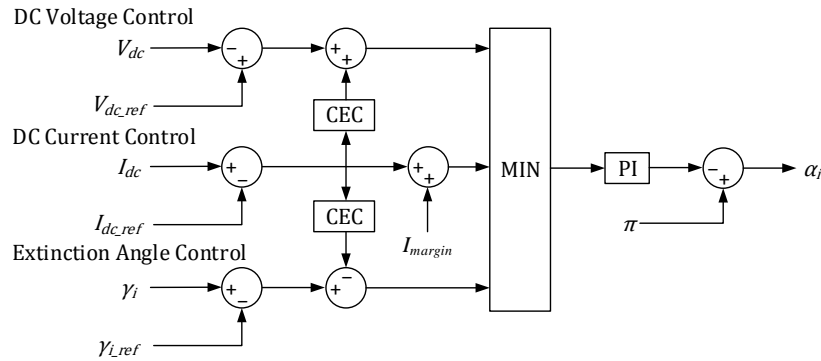 DC Voltage Control
V_dc
− +
+ +
V_dc_ref
CEC
DC Current Control
I_dc
+ −
+ +
MIN
PI
− +
α_i
I_dc_ref
CEC
I_margin
π
Extinction Angle Control
γ_i
+ −
+ −
γ_i_ref